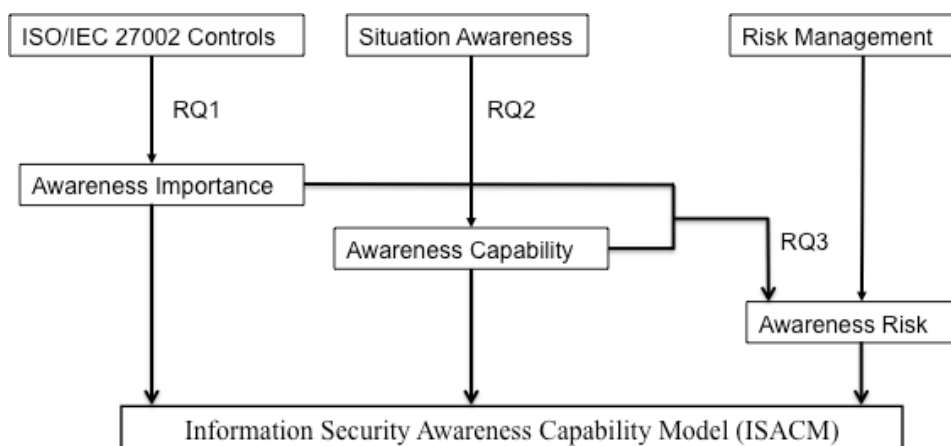 ISO/IEC 27002 Controls
Situation Awareness
Risk Management
RQ1
RQ2
Awareness Importance
Awareness Capability
RQ3
Awareness Risk
Information Security Awareness Capability Model (ISACM)